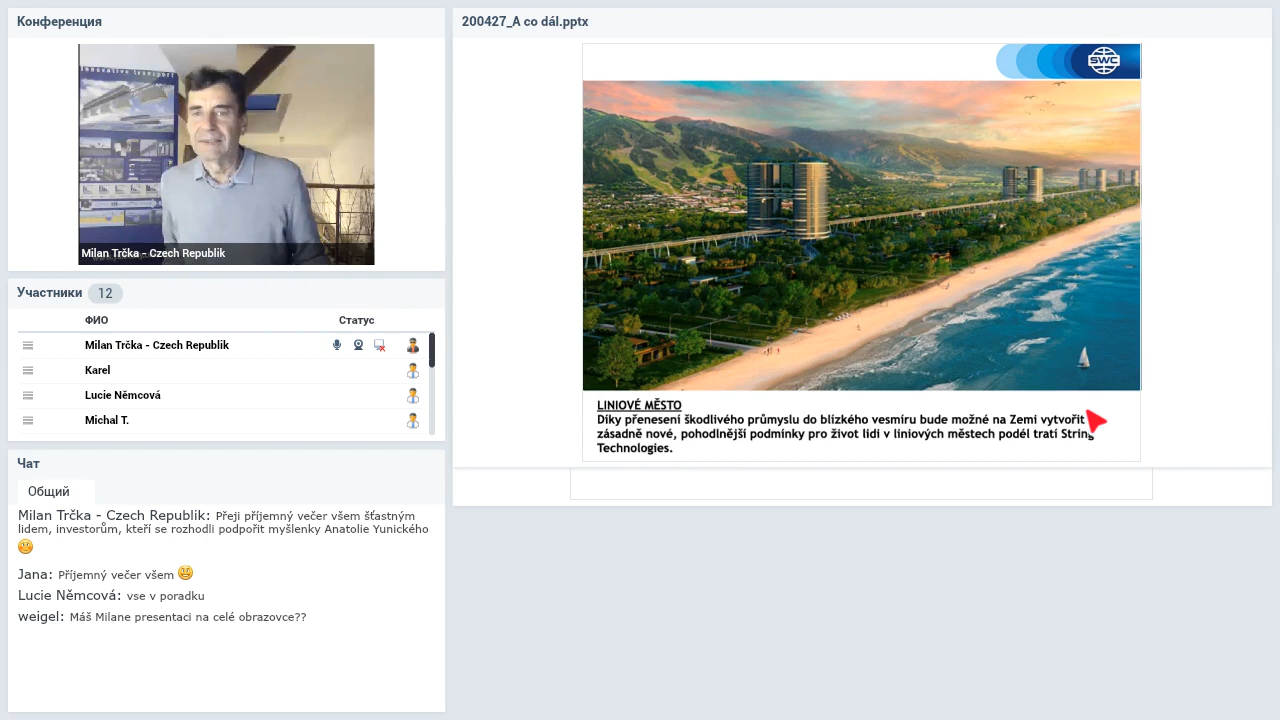 Конференция
Innovative transport
Milan Trčka - Czech Republik
Участники 12
ФИО Статус
Milan Trčka - Czech Republik
Karel
Lucie Němcová
Michal T.
Чат
Общий
Milan Trčka - Czech Republik: Přeji příjemný večer všem šťastným
lidem, investorům, kteří se rozhodli podpořit myšlenky Anatolie Yunického
Jana: Příjemný večer všem
Lucie Němcová: vse v poradku
weigel: Máš Milane presentaci na celé obrazovce??
200427_A co dál.pptx
SWC
LINIOVÉ MĚSTO
Díky přenesení škodlivého průmyslu do blízkého vesmíru bude možné na Zemi vytvořit
zásadně nové, pohodlnější podmínky pro život lidi v liniových městech podél tratí String
Technologies.